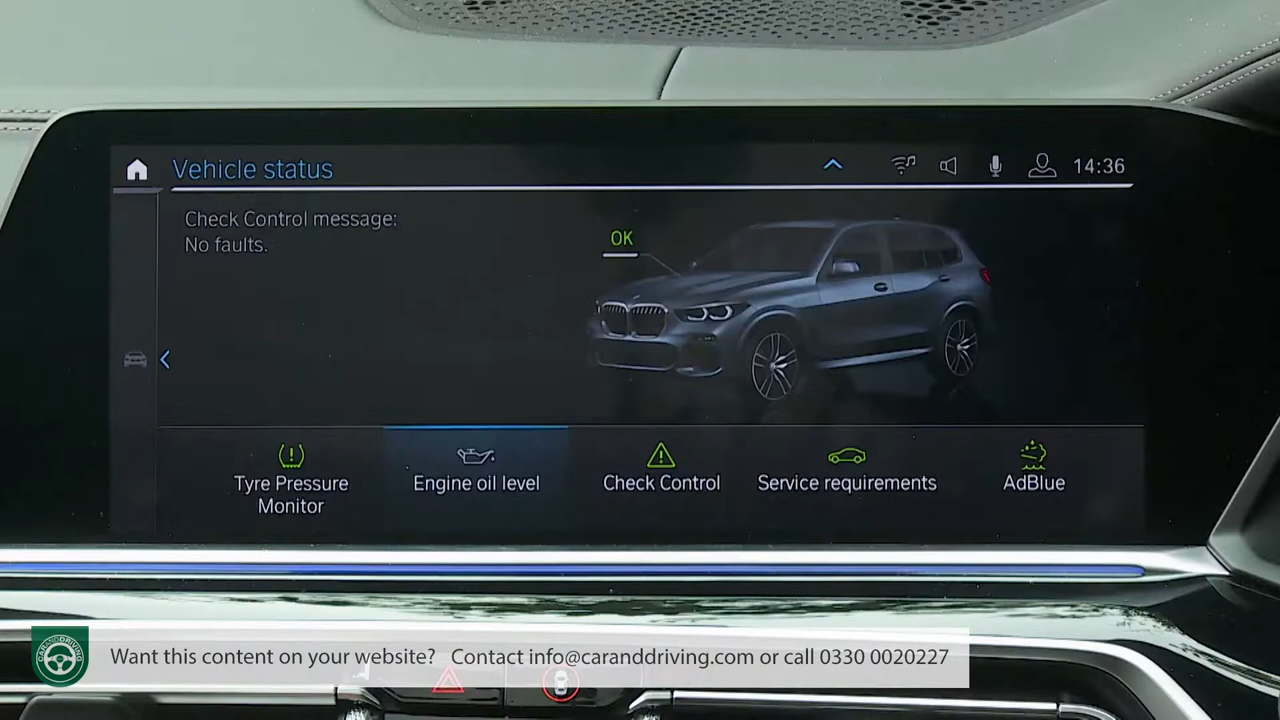 Vehicle status
14:36
Check Control message:
No faults.
OK
Tyre Pressure
Monitor
Engine oil level
Check Control
Service requirements
AdBlue
CARANDDRIVING
Want this content on your website? Contact info@caranddriving.com or call 0330 0020227